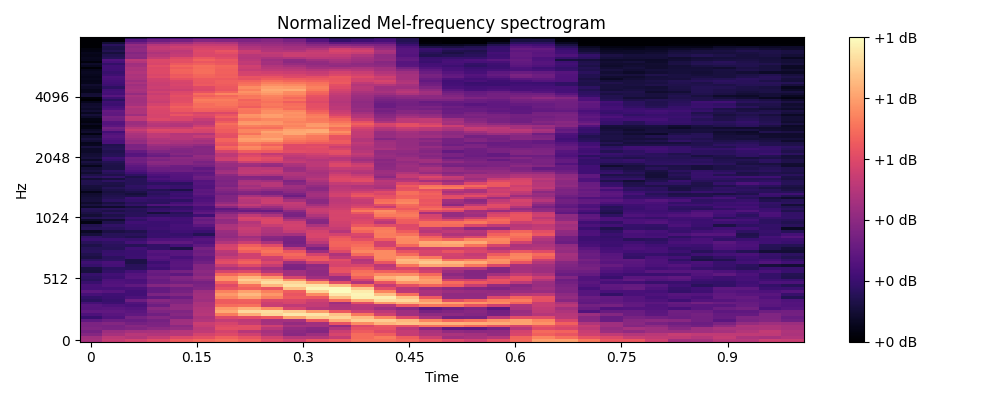 Normalized Mel-frequency spectrogram
Hz
4096
2048
1024
512
0
0 0.15 0.3 0.45 0.6 0.75 0.9
Time
+1 dB
+1 dB
+1 dB
+0 dB
+0 dB
+0 dB